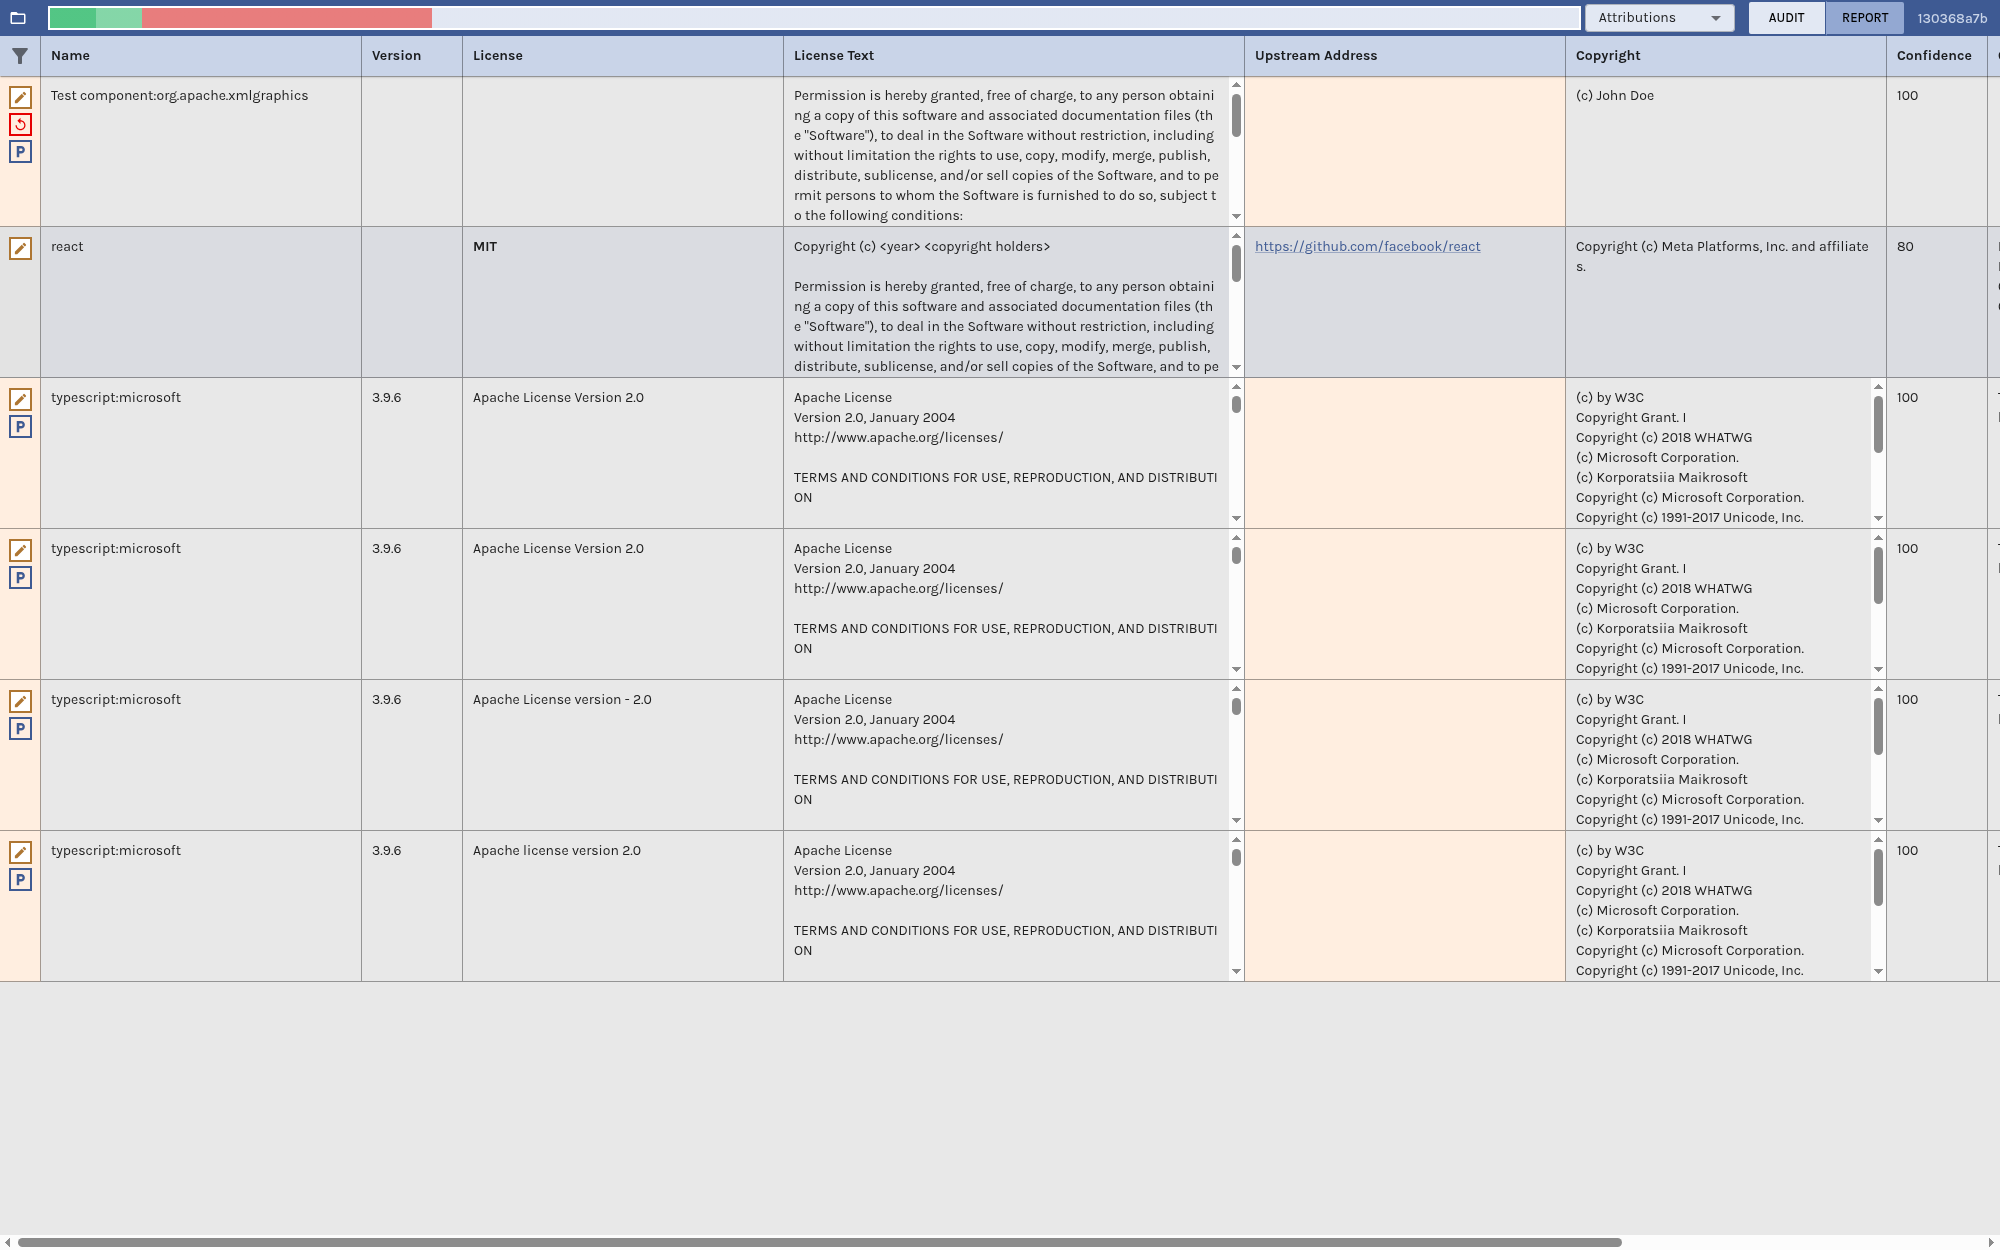 Attributions AUDIT REPORT 130368a7b
Name Version License License Text Upstream Address Copyright Confidence
Test component:org.apache.xmlgraphics
Permission is hereby granted, free of charge, to any person obtaini
ng a copy of this software and associated documentation files (th
e "Software"), to deal in the Software without restriction, including
without limitation the rights to use, copy, modify, merge, publish,
distribute, sublicense, and/or sell copies of the Software, and to pe
rmit persons to whom the Software is furnished to do so, subject t
o the following conditions:
(c) John Doe
100
P
react
MIT
Copyright (c) <year> <copyright holders>
Permission is hereby granted, free of charge, to any person obtaini
ng a copy of this software and associated documentation files (th
e "Software"), to deal in the Software without restriction, including
without limitation the rights to use, copy, modify, merge, publish,
distribute, sublicense, and/or sell copies of the Software, and to pe
https://github.com/facebook/react
Copyright (c) Meta Platforms, Inc. and affiliate
s.
80
P
typescript:microsoft
3.9.6
Apache License Version 2.0
Apache License
Version 2.0, January 2004
http://www.apache.org/licenses/
TERMS AND CONDITIONS FOR USE, REPRODUCTION, AND DISTRIBUTI
ON
(c) by W3C
Copyright Grant. I
Copyright (c) 2018 WHATWG
(c) Microsoft Corporation.
(c) Korporatsiia Maikrosoft
Copyright (c) Microsoft Corporation.
Copyright (c) 1991-2017 Unicode, Inc.
100
P
typescript:microsoft
3.9.6
Apache License Version 2.0
Apache License
Version 2.0, January 2004
http://www.apache.org/licenses/
TERMS AND CONDITIONS FOR USE, REPRODUCTION, AND DISTRIBUTI
ON
(c) by W3C
Copyright Grant. I
Copyright (c) 2018 WHATWG
(c) Microsoft Corporation.
(c) Korporatsiia Maikrosoft
Copyright (c) Microsoft Corporation.
Copyright (c) 1991-2017 Unicode, Inc.
100
P
typescript:microsoft
3.9.6
Apache License version - 2.0
Apache License
Version 2.0, January 2004
http://www.apache.org/licenses/
TERMS AND CONDITIONS FOR USE, REPRODUCTION, AND DISTRIBUTI
ON
(c) by W3C
Copyright Grant. I
Copyright (c) 2018 WHATWG
(c) Microsoft Corporation.
(c) Korporatsiia Maikrosoft
Copyright (c) Microsoft Corporation.
Copyright (c) 1991-2017 Unicode, Inc.
100
P
typescript:microsoft
3.9.6
Apache license version 2.0
Apache License
Version 2.0, January 2004
http://www.apache.org/licenses/
TERMS AND CONDITIONS FOR USE, REPRODUCTION, AND DISTRIBUTI
ON
(c) by W3C
Copyright Grant. I
Copyright (c) 2018 WHATWG
(c) Microsoft Corporation.
(c) Korporatsiia Maikrosoft
Copyright (c) Microsoft Corporation.
Copyright (c) 1991-2017 Unicode, Inc.
100